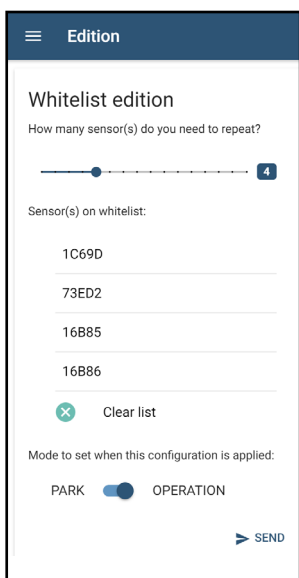 Edition
Whitelist edition
How many sensor(s) do you need to repeat?
4
Sensor(s) on whitelist:
1C69D
73ED2
16B85
16B86
Clear list
Mode to set when this configuration is applied:
PARK OPERATION
SEND